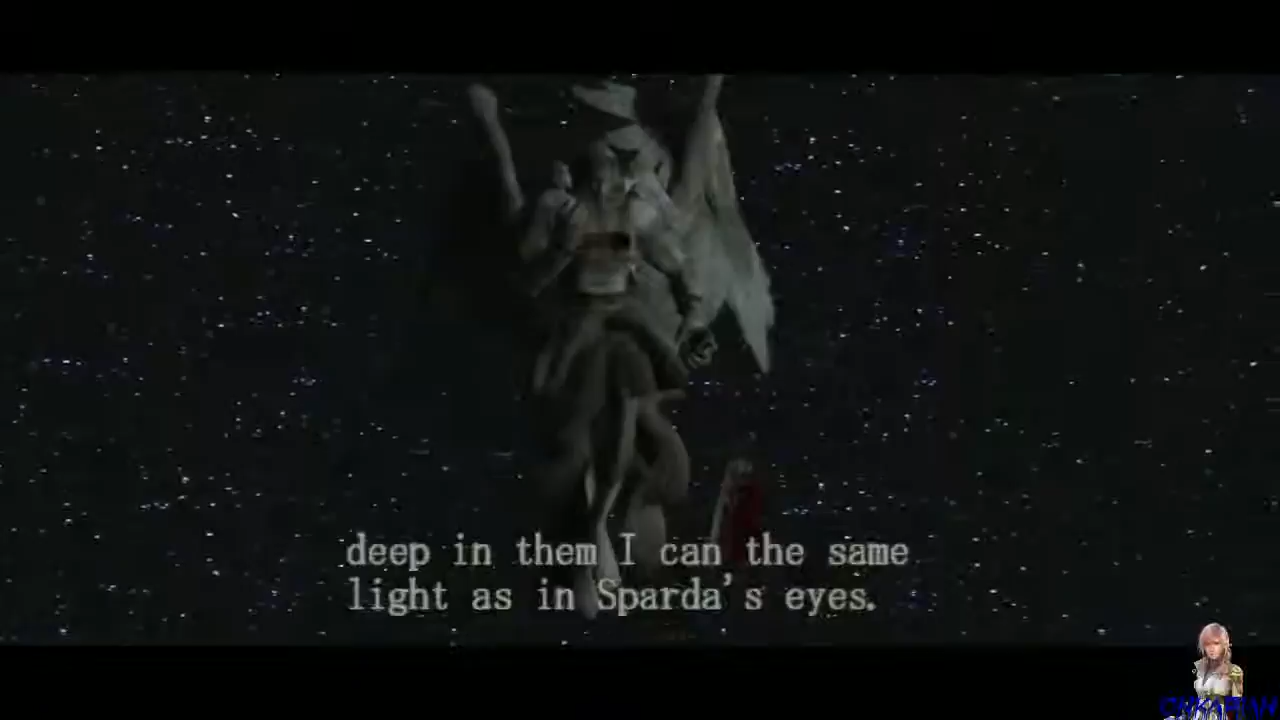 deep in them I can the same
light as in Sparda's eyes.